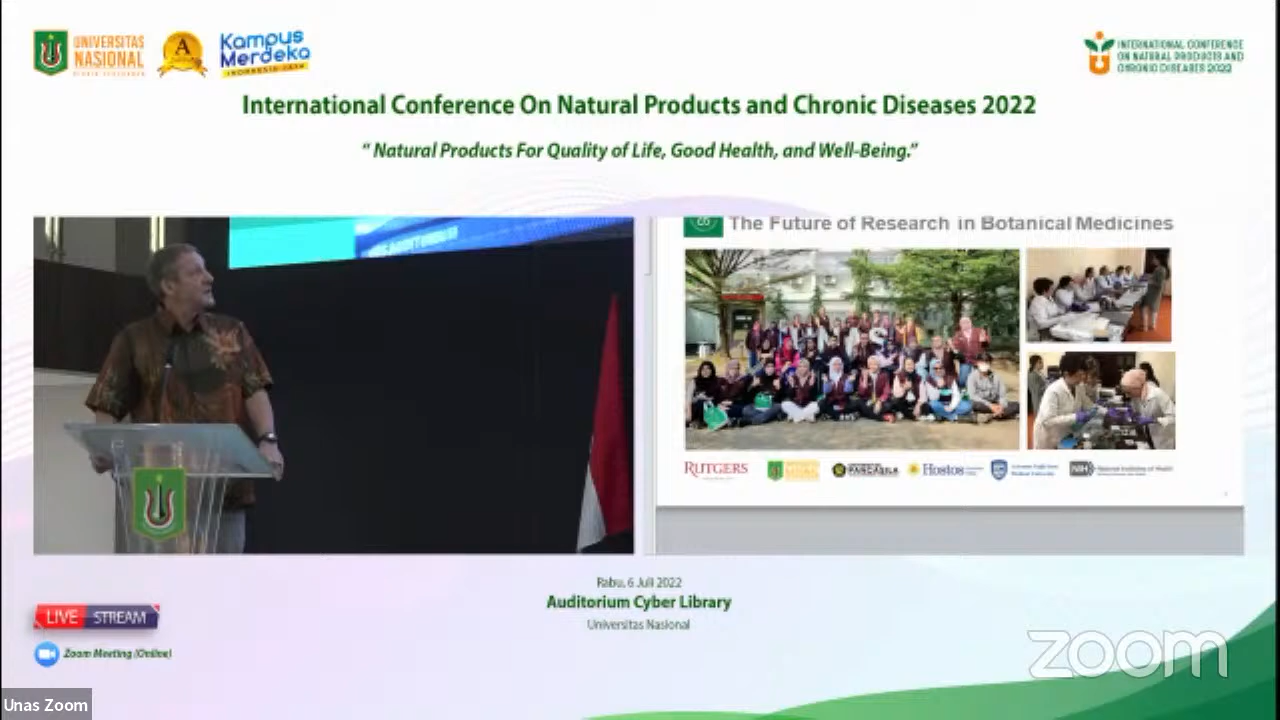 UNIVERSITAS
NASIONAL
A
Kampus
Merdeka
INDONESIA JAYA
INTERNATIONAL CONFERENCE
ON NATURAL PRODUCTS AND
CHRONIC DISEASES 2022
International Conference On Natural Products and Chronic Diseases 2022
“ Natural Products For Quality of Life, Good Health, and Well-Being.”
The Future of Research in Botanical Medicines
RUTGERS
PANCASILA
Hostos
NIH National Institutes of Health
Rabu, 6 Juli 2022
Auditorium Cyber Library
Universitas Nasional
LIVE STREAM
Zoom Meeting (Online)
zoom
Unas Zoom